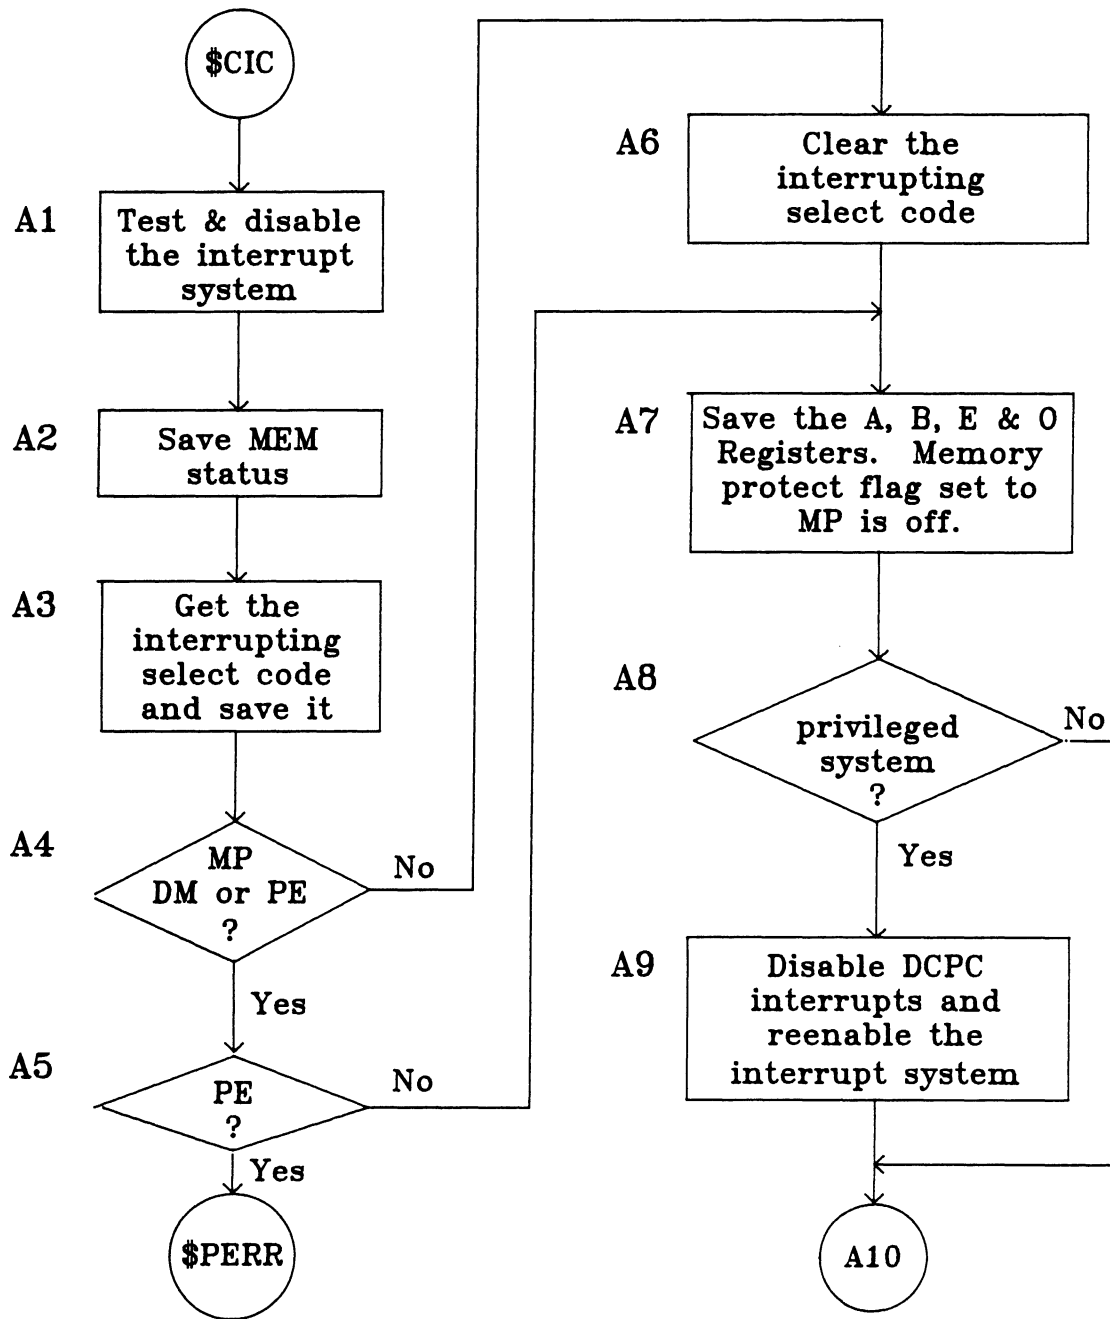 $CIC
A1
Test & disable
the interrupt
system
A2
Save MEM
status
A3
Get the
interrupting
select code
and save it
A4
MP
DM or PE
?
No
Yes
A5
PE
?
No
Yes
$PERR
A6
Clear the
interrupting
select code
A7
Save the A, B, E & O
Registers. Memory
protect flag set to
MP is off.
A8
privileged
system
?
No
Yes
A9
Disable DCPC
interrupts and
reenable the
interrupt system
A10